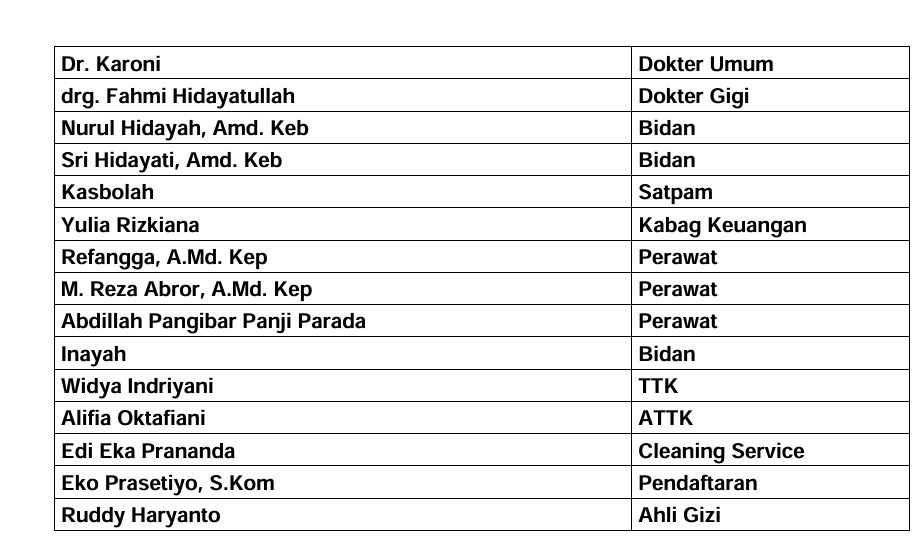 Dr. Karoni Dokter Umum
drg. Fahmi Hidayatullah Dokter Gigi
Nurul Hidayah, Amd. Keb Bidan
Sri Hidayati, Amd. Keb Bidan
Kasbolah Satpam
Yulia Rizkiana Kabag Keuangan
Refangga, A.Md. Kep Perawat
M. Reza Abror, A.Md. Kep Perawat
Abdillah Pangibar Panji Parada Perawat
Inayah Bidan
Widya Indriyani TTK
Alifia Oktafiani ATTK
Edi Eka Prananda Cleaning Service
Eko Prasetiyo, S.Kom Pendaftaran
Ruddy Haryanto Ahli Gizi